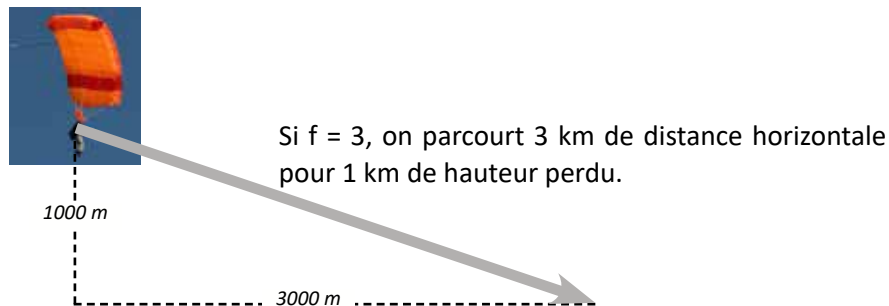 Si f = 3, on parcourt 3 km de distance horizontale
pour 1 km de hauteur perdu.
1000 m
3000 m